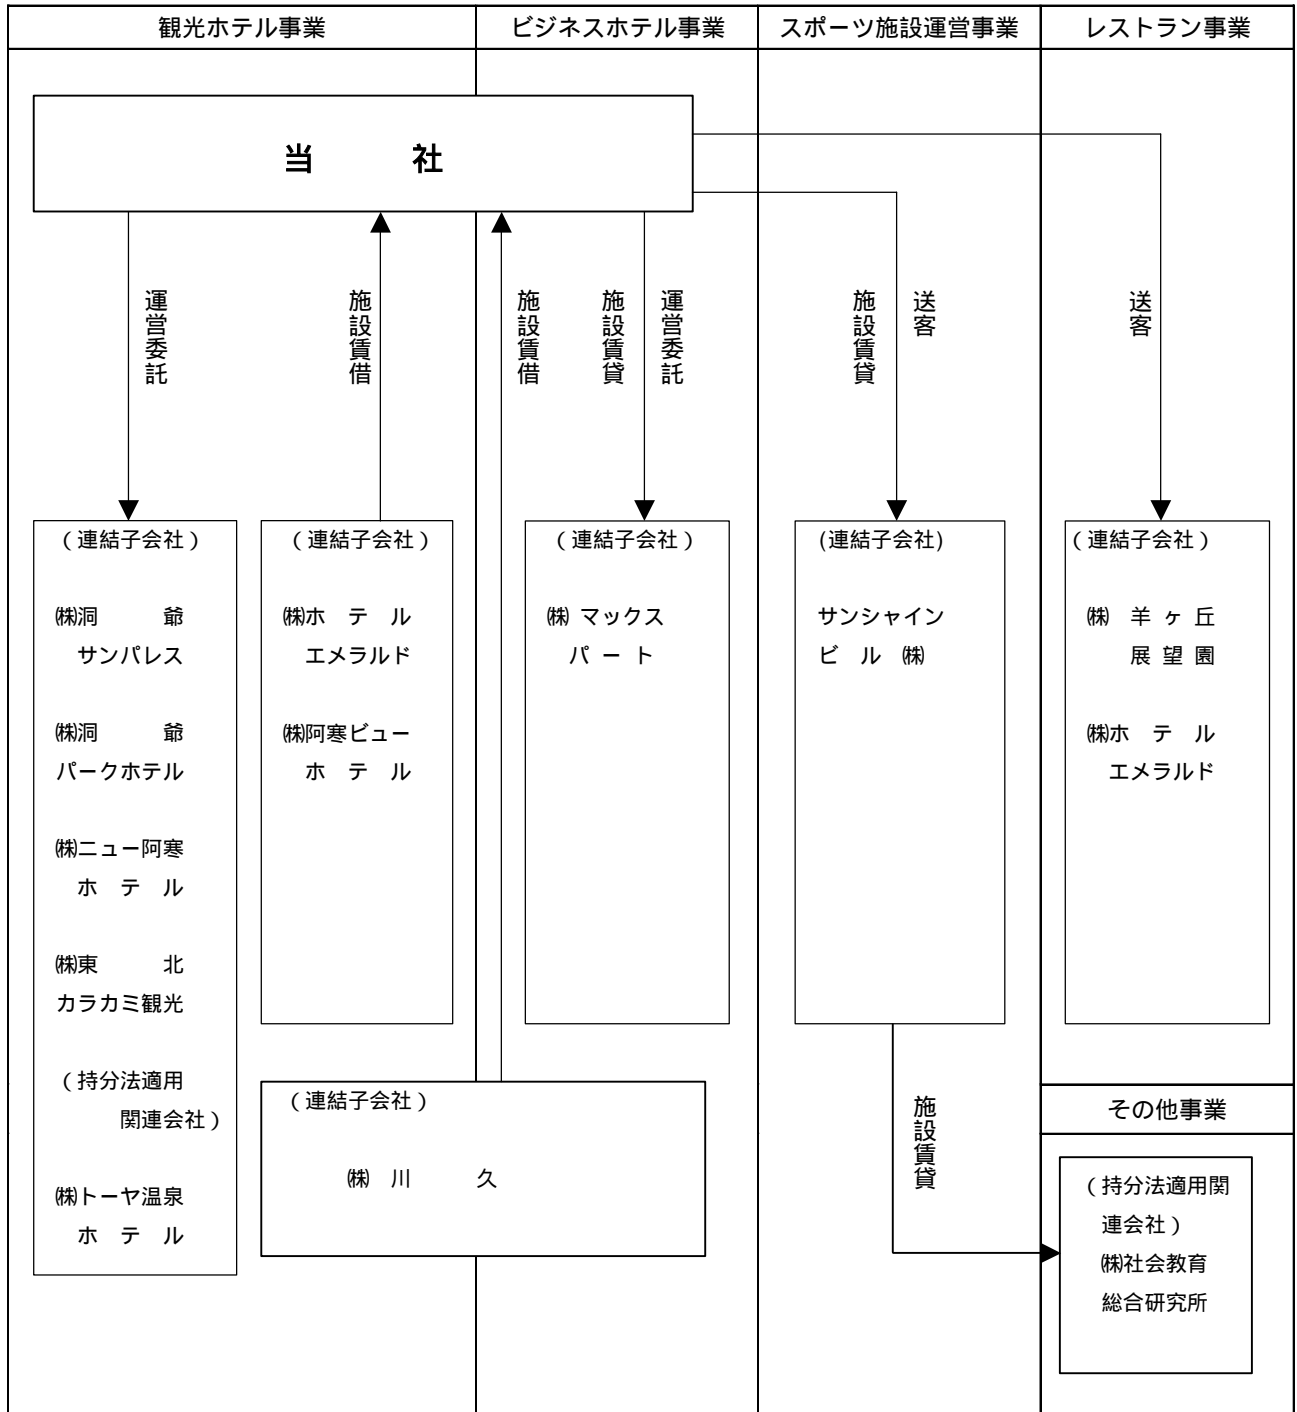 観光ホテル事業
ビジネスホテル事業
スポーツ施設運営事業
レストラン事業
当 社
運営委託
施設賃借
施設賃借
施設賃貸
運営委託
施設賃貸
送客
送客
(連結子会社)
㈱洞 爺
サンパレス
㈱洞 爺
パークホテル
㈱ニュー阿寒
ホ テ ル
㈱東 北
カラカミ観光
(持分法適用
関連会社)
㈱トーヤ温泉
ホ テ ル
(連結子会社)
㈱ホ テ ル
エメラルド
㈱阿寒ビュー
ホ テ ル
(連結子会社)
㈱ マックス
パ ー ト
(連結子会社)
サンシャイン
ビ ル ㈱
(連結子会社)
㈱ 羊 ヶ 丘
展 望 園
㈱ホ テ ル
エメラルド
(連結子会社)
㈱ 川 久
施設賃貸
その他事業
(持分法適用関
連会社)
㈱社会教育
総合研究所